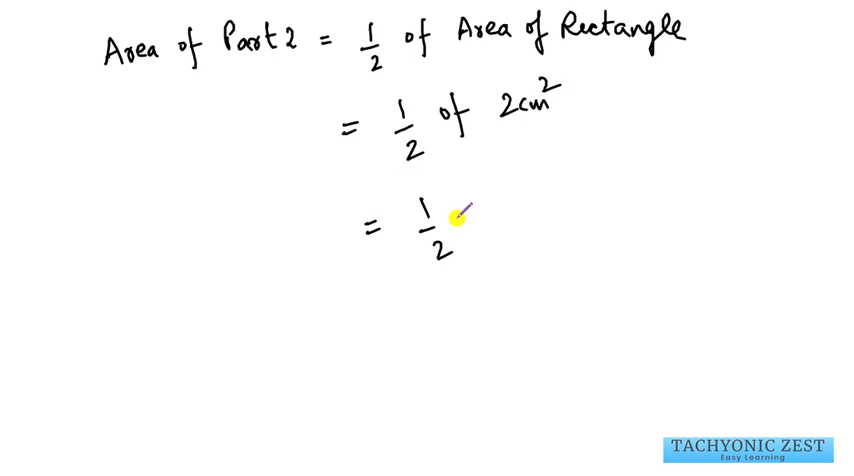 Area of Part 2 = 1/2 of Area of Rectangle
= 1/2 of 2cm²
= 1/2
TACHYONIC ZEST
Easy Learning